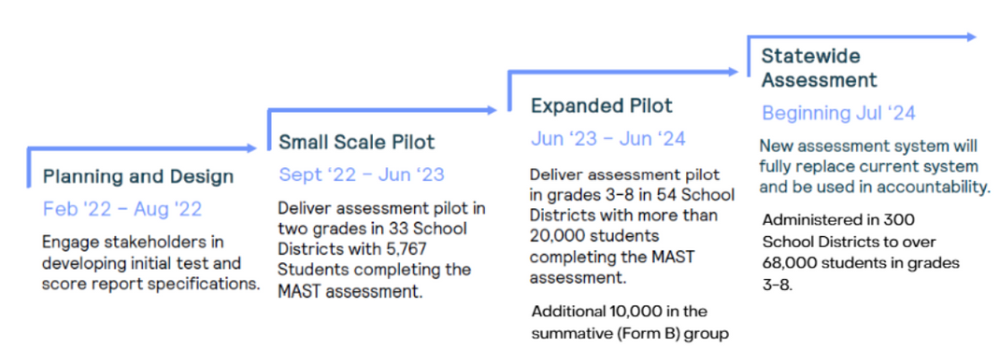 Planning and Design
Feb '22 – Aug '22
Engage stakeholders in
developing initial test and
score report specifications.
Small Scale Pilot
Sept '22 – Jun '23
Deliver assessment pilot in
two grades in 33 School
Districts with 5,767
Students completing the
MAST assessment.
Expanded Pilot
Jun '23 – Jun '24
Deliver assessment pilot
in grades 3–8 in 54 School
Districts with more than
20,000 students
completing the MAST
assessment.
Additional 10,000 in the
summative (Form B) group
Statewide
Assessment
Beginning Jul '24
New assessment system will
fully replace current system
and be used in accountability.
Administered in 300
School Districts to over
68,000 students in grades
3–8.